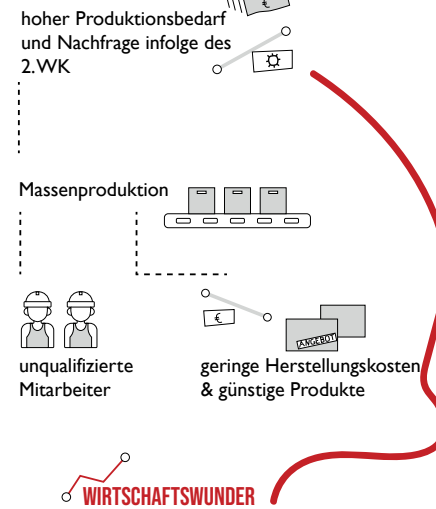 €
hoher Produktionsbedarf
und Nachfrage infolge des
2.WK
Massenproduktion
€
ANGEBOT
unqualifizierte
Mitarbeiter
geringe Herstellungskosten
& günstige Produkte
WIRTSCHAFTSWUNDER